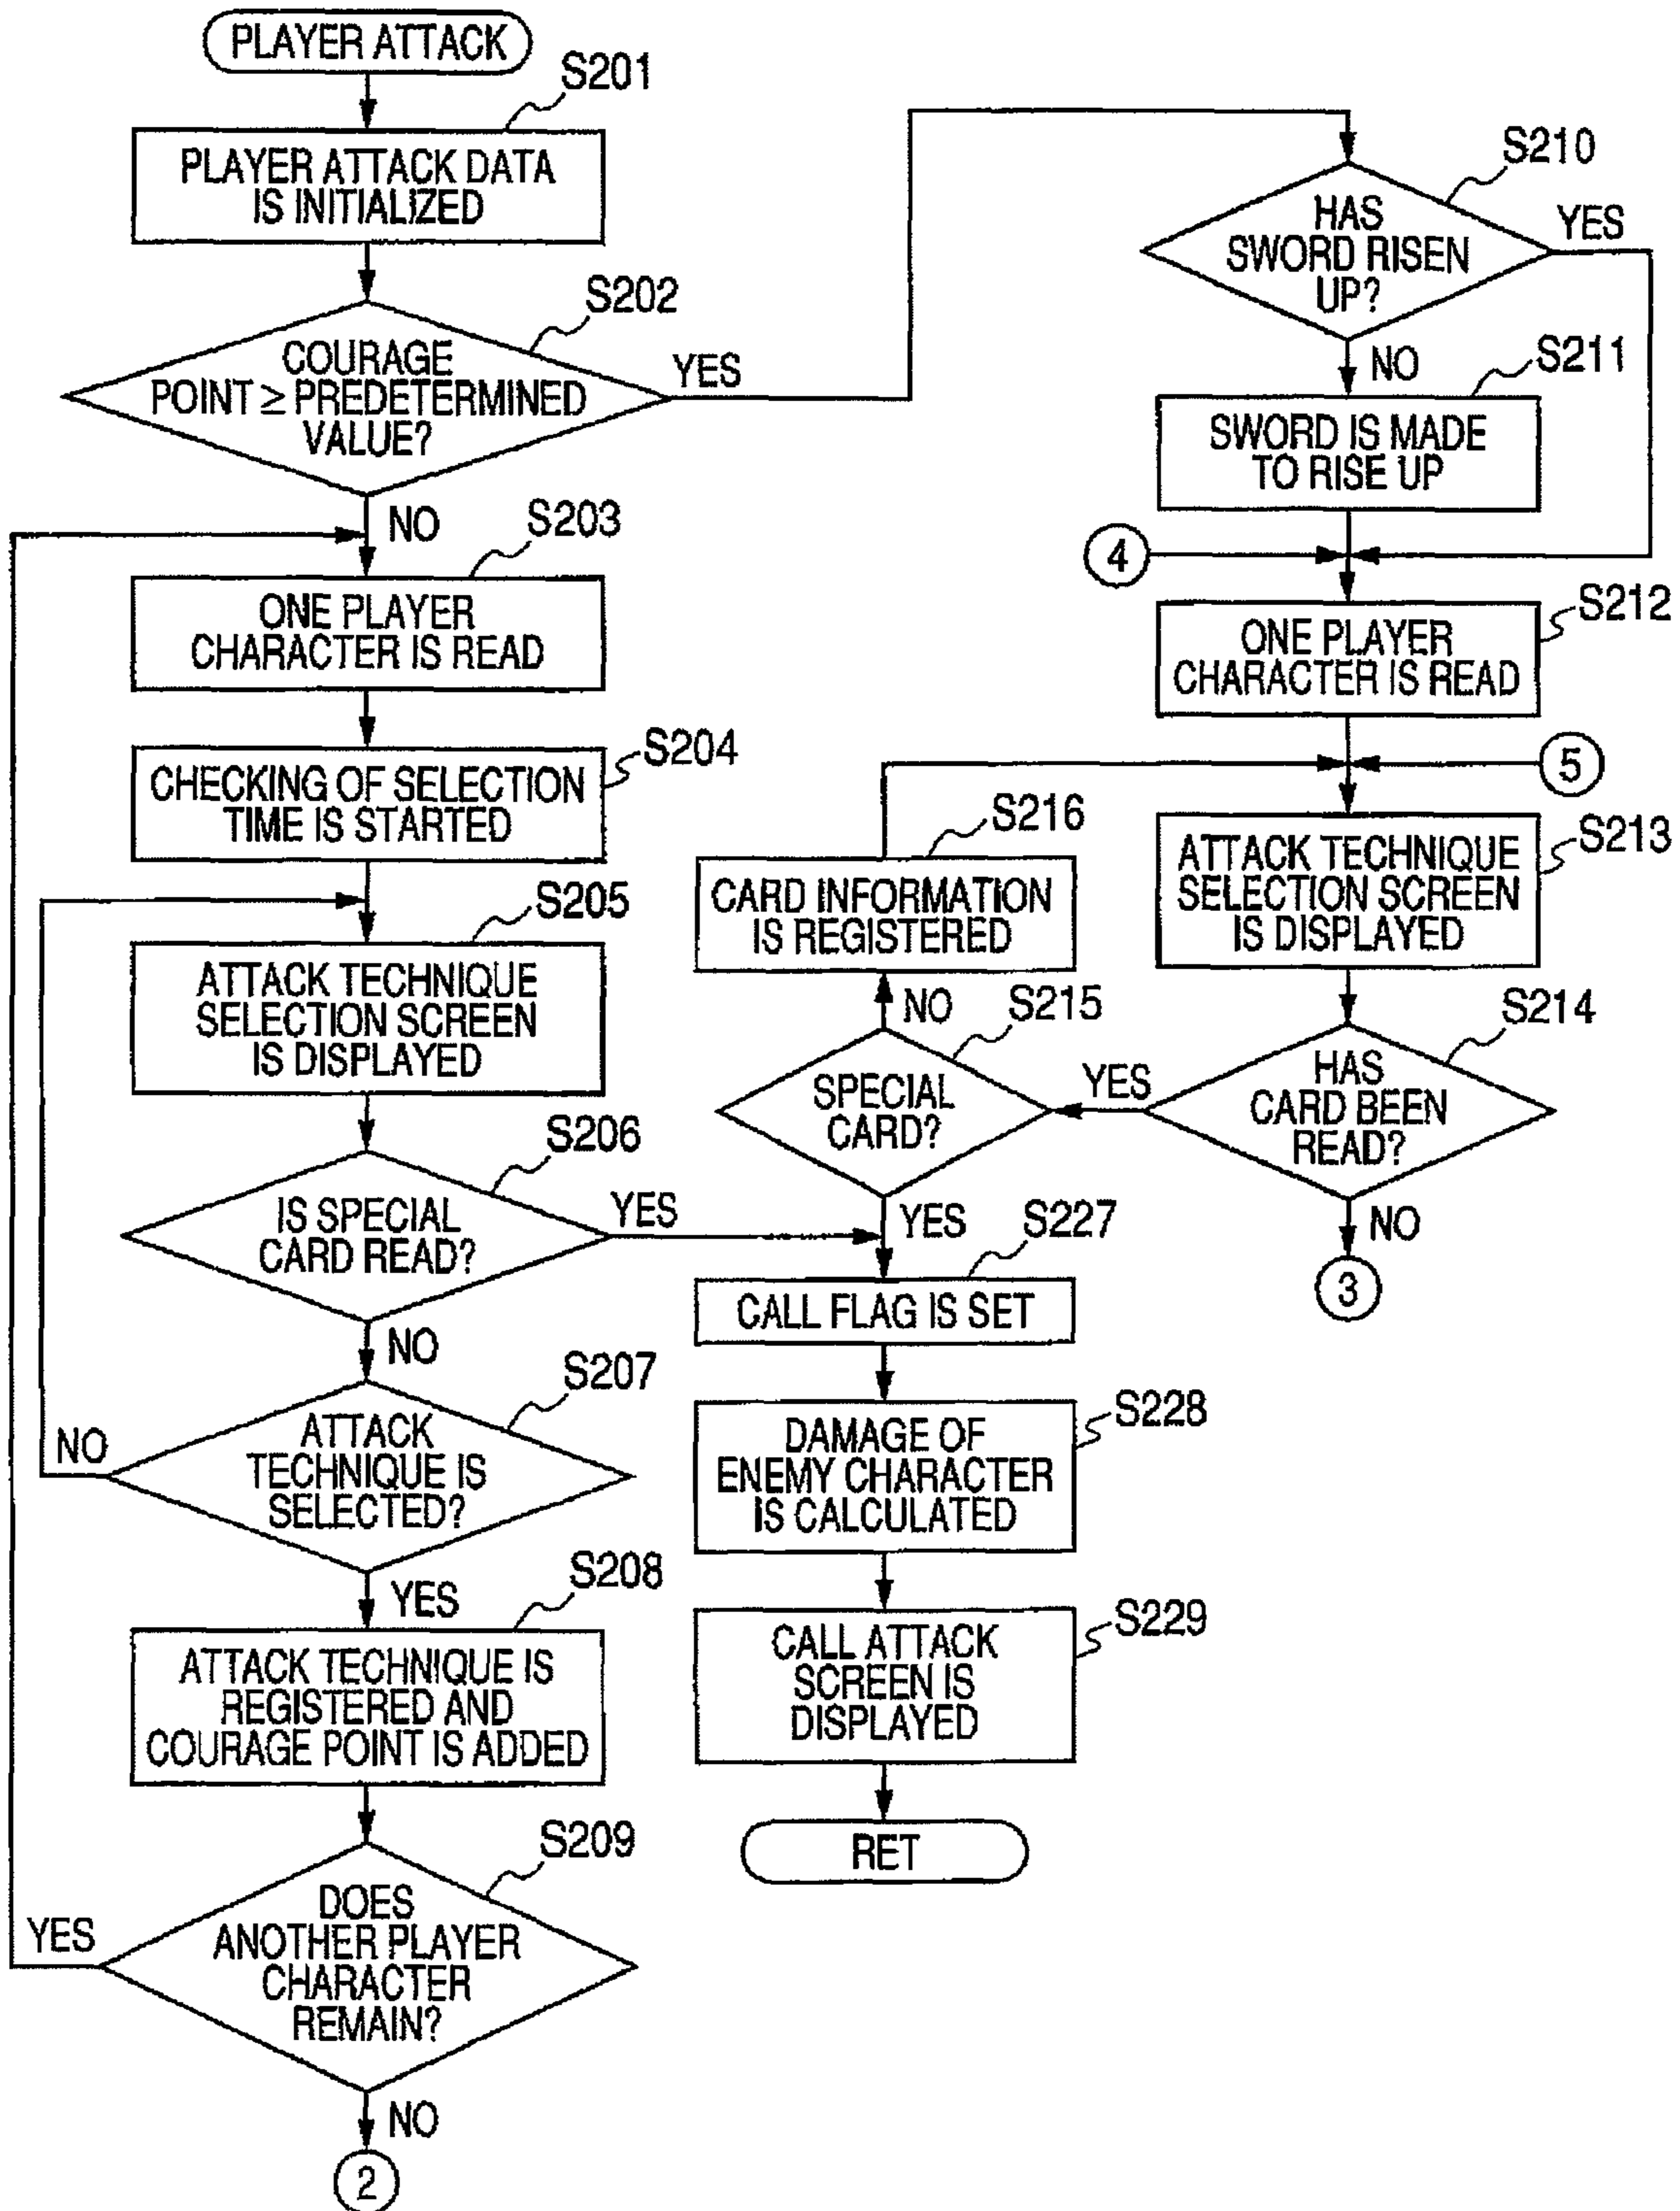 PLAYER ATTACK
S201
PLAYER ATTACK DATA
IS INITIALIZED
S202
COURAGE
POINT ≥ PREDETERMINED
VALUE?
YES
NO
S203
ONE PLAYER
CHARACTER IS READ
S204
CHECKING OF SELECTION
TIME IS STARTED
S205
ATTACK TECHNIQUE
SELECTION SCREEN
IS DISPLAYED
S206
IS SPECIAL
CARD READ?
YES
NO
S207
ATTACK
TECHNIQUE IS
SELECTED?
NO
YES
S208
ATTACK TECHNIQUE IS
REGISTERED AND
COURAGE POINT IS ADDED
S209
DOES
ANOTHER PLAYER
CHARACTER
REMAIN?
YES
NO
2
S210
HAS
SWORD RISEN
UP?
YES
NO
S211
SWORD IS MADE
TO RISE UP
4
S212
ONE PLAYER
CHARACTER IS READ
5
S213
ATTACK TECHNIQUE
SELECTION SCREEN
IS DISPLAYED
S214
HAS
CARD BEEN
READ?
YES
NO
3
S215
SPECIAL
CARD?
NO
YES
S216
CARD INFORMATION
IS REGISTERED
S227
CALL FLAG IS SET
S228
DAMAGE OF
ENEMY CHARACTER
IS CALCULATED
S229
CALL ATTACK
SCREEN IS
DISPLAYED
RET